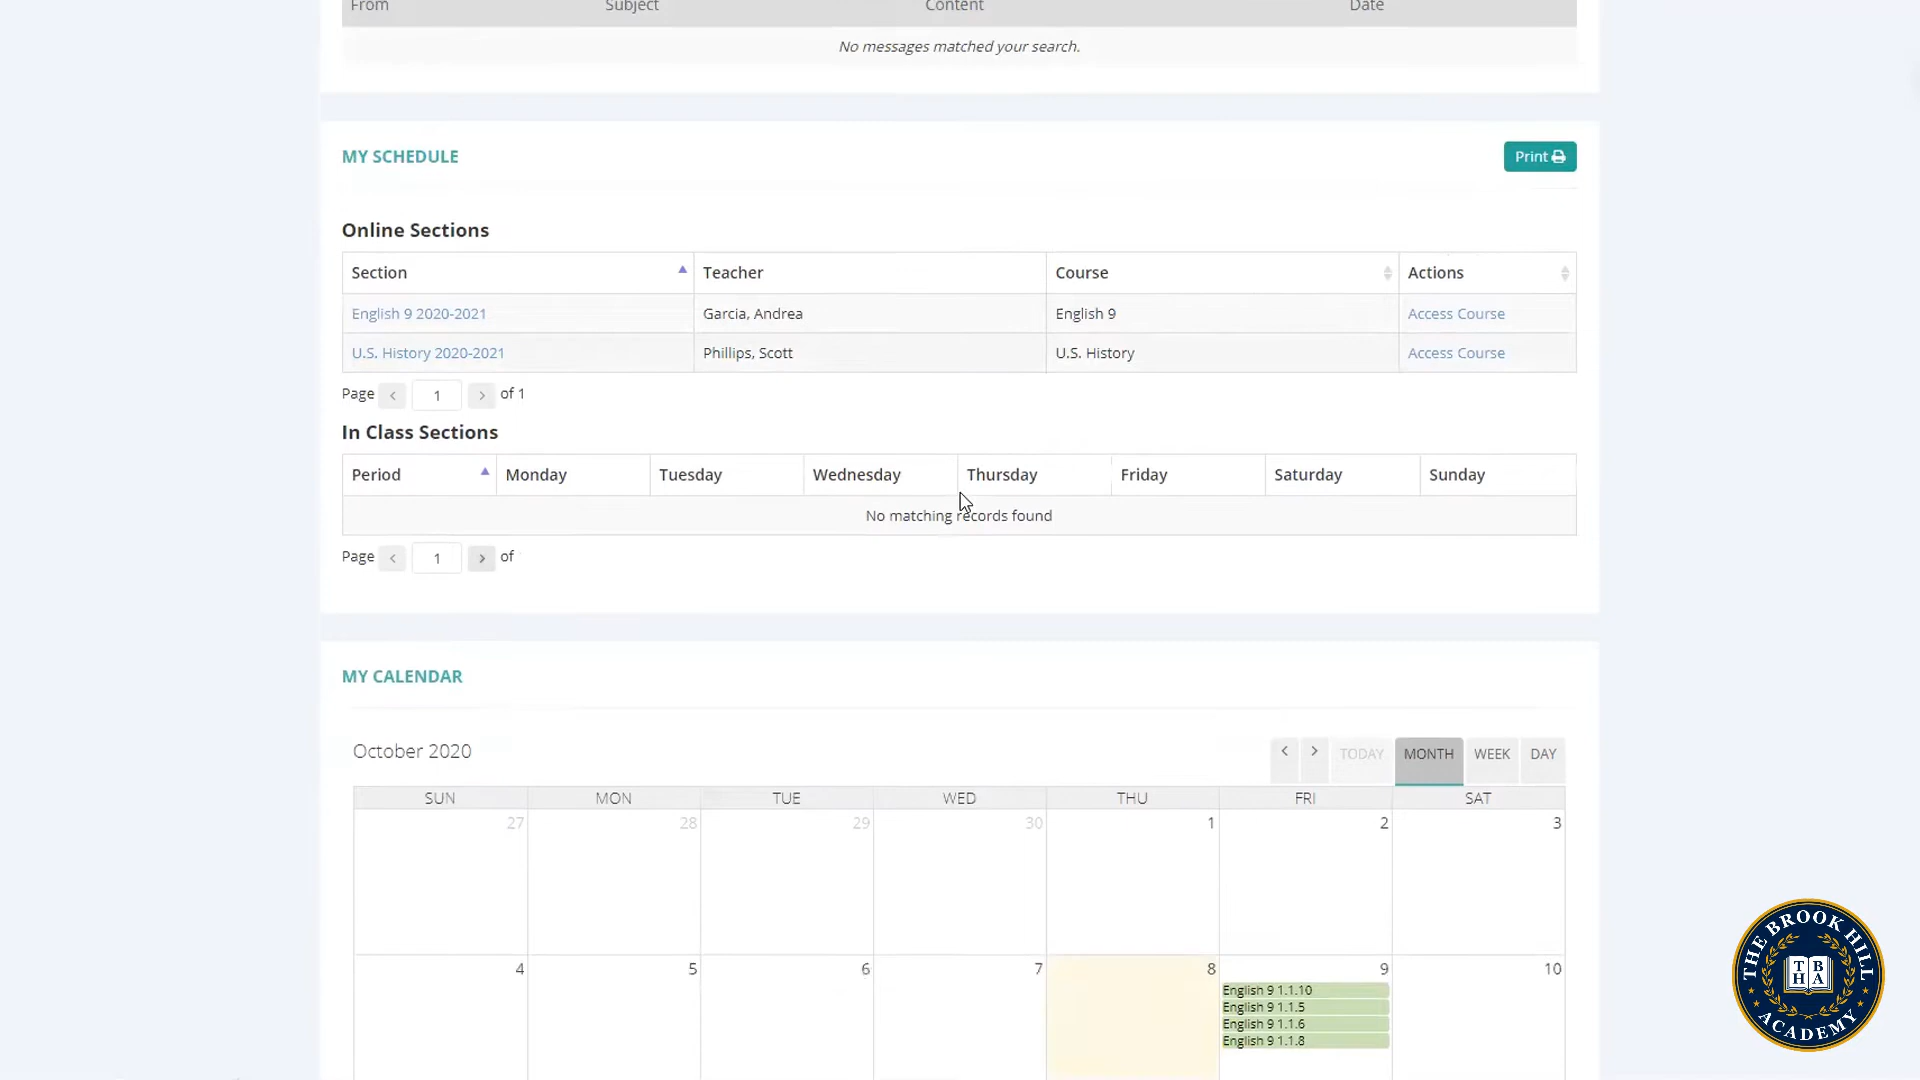 From Subject Content Date
No messages matched your search.
MY SCHEDULE Print
Online Sections
Section Teacher Course Actions
English 9 2020-2021 Garcia, Andrea English 9 Access Course
U.S. History 2020-2021 Phillips, Scott U.S. History Access Course
Page < 1 > of 1
In Class Sections
Period Monday Tuesday Wednesday Thursday Friday Saturday Sunday
No matching records found
Page < 1 > of
MY CALENDAR
October 2020 < > TODAY MONTH WEEK DAY
SUN MON TUE WED THU FRI SAT
27 28 29 30 1 2 3
4 5 6 7 8 9 10
English 9 1.1.10
English 9 1.1.5
English 9 1.1.6
English 9 1.1.8
THE BROOK HILL
T B
H A
ACADEMY